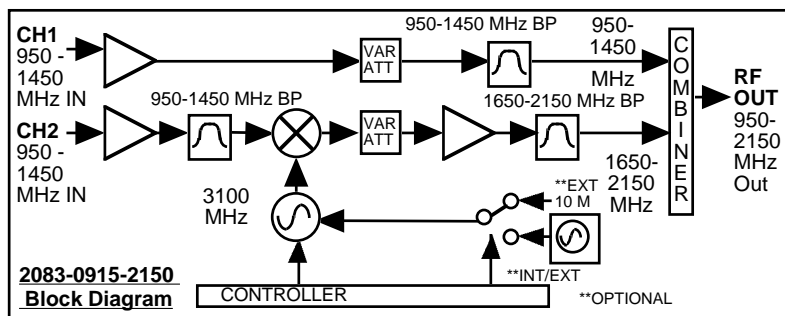 CH1
950 -
1450
MHz IN
VAR
ATT
950-1450 MHz BP
950-
1450
MHz
COMBINER
RF
OUT
950-
2150
MHz
Out
CH2
950 -
1450
MHz IN
950-1450 MHz BP
VAR
ATT
1650-2150 MHz BP
1650-
2150
MHz
3100
MHz
**EXT
10 M
**INT/EXT
2083-0915-2150
Block Diagram
CONTROLLER
**OPTIONAL